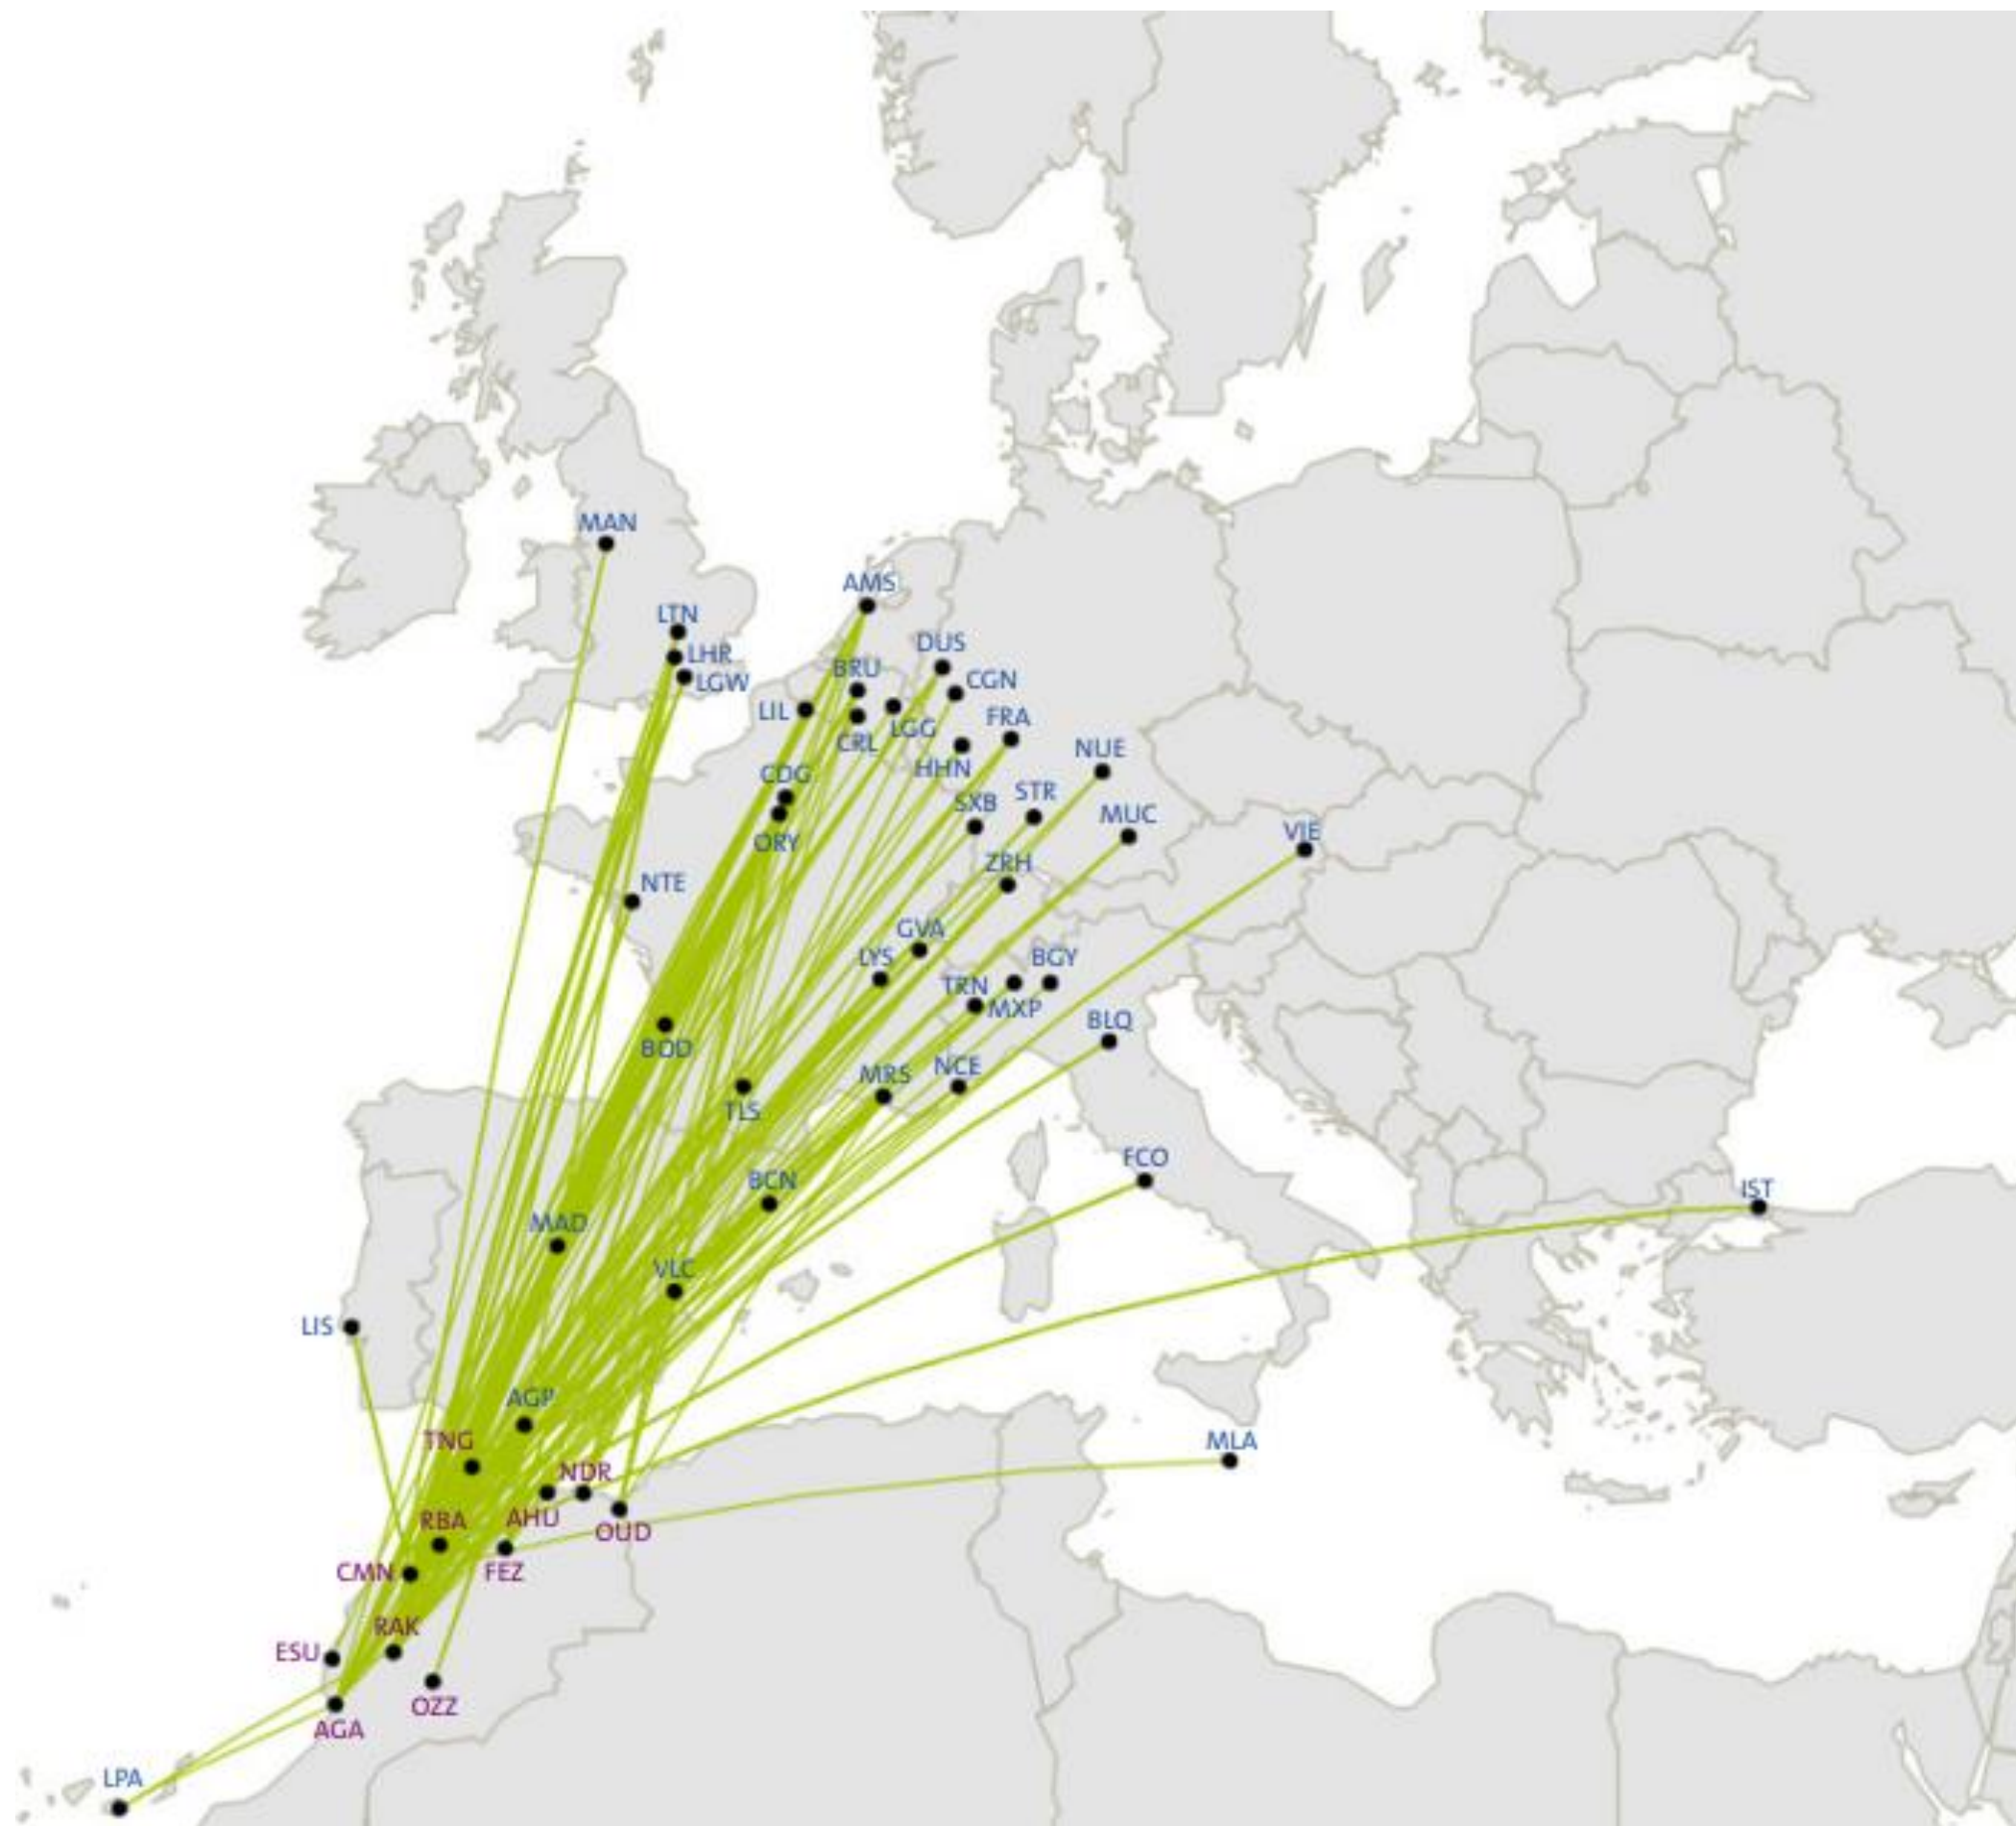 MAN
AMS
LTN
LHR
LGW
DUS
BRU
CGN
LIL
LGG
FRA
CRL
NUE
HHN
CDG
STR
SXB
MUC
VIE
ORY
ZRH
NTE
GVA
LYS
BGY
TRN
MXP
BLQ
BOD
NCE
MRS
TLS
FCO
BCN
IST
MAD
VLC
LIS
AGP
TNG
MLA
NDR
RBA
AHU
OUD
CMN
FEZ
RAK
ESU
OZZ
AGA
LPA